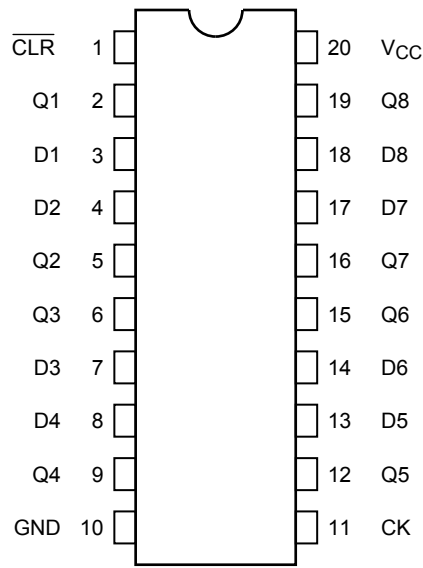 CLR 1 20 VCC
Q1 2 19 Q8
D1 3 18 D8
D2 4 17 D7
Q2 5 16 Q7
Q3 6 15 Q6
D3 7 14 D6
D4 8 13 D5
Q4 9 12 Q5
GND 10 11 CK